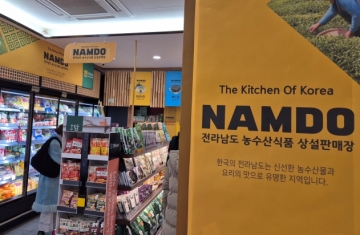 NAMDO
NAMDO
The Kitchen Of Korea
NAMDO
전라남도 농수산식품 상설판매장
한국의 전라남도는 신선한 농수산물과
요리의 맛으로 유명한 지역입니다.